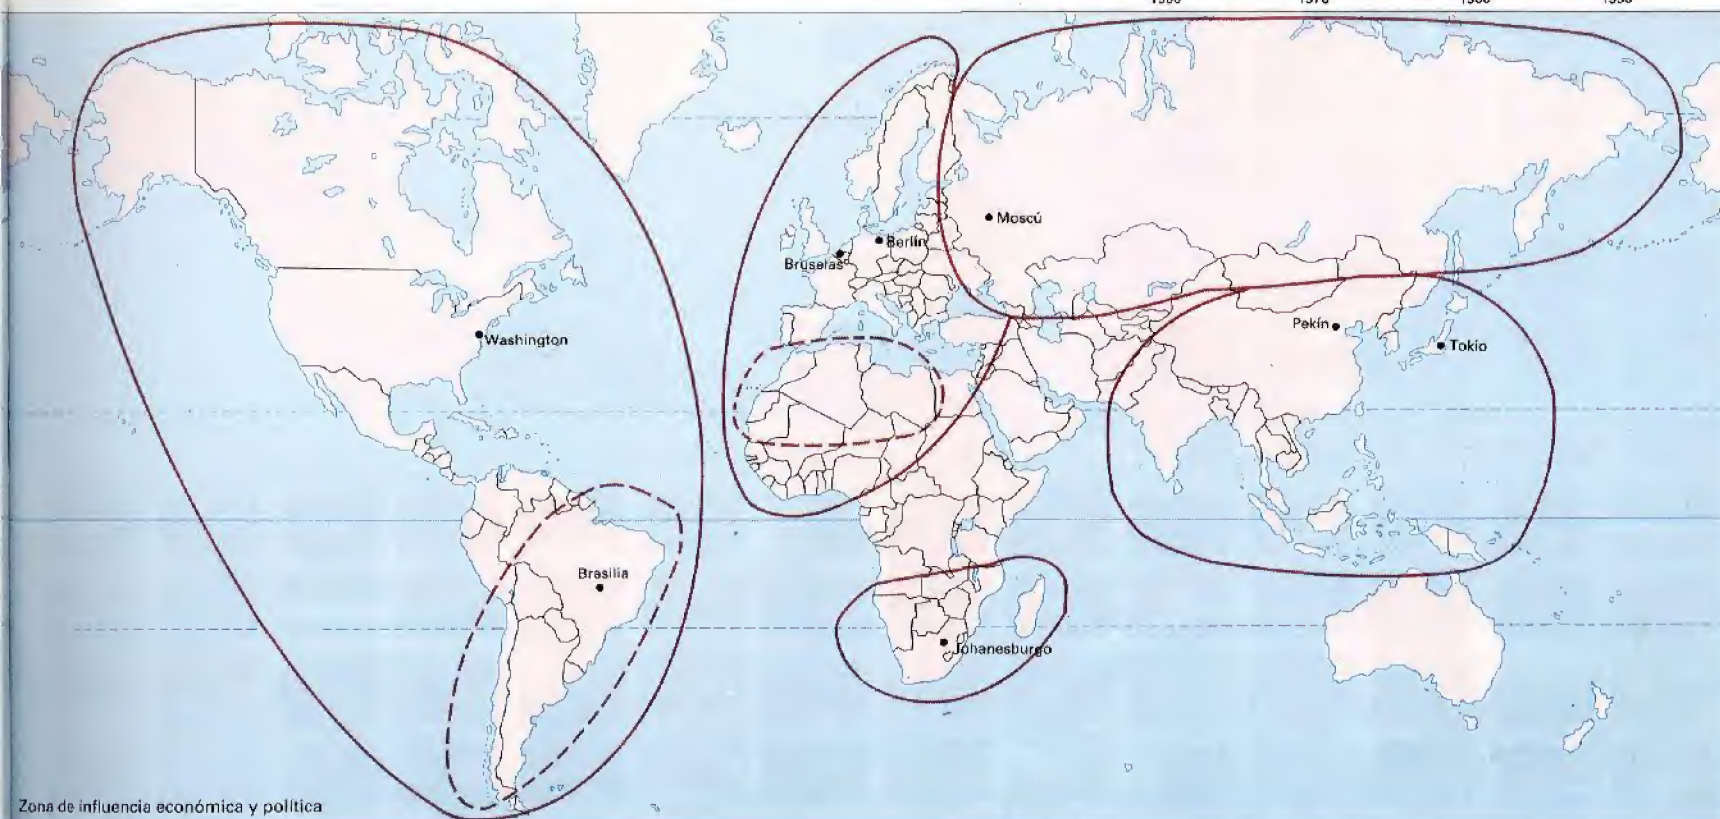 Moscú
Berlín
Bruselas
Washington
Pekín
Tokio
Brasilia
Johanesburgo
Zona de influencia económica y política